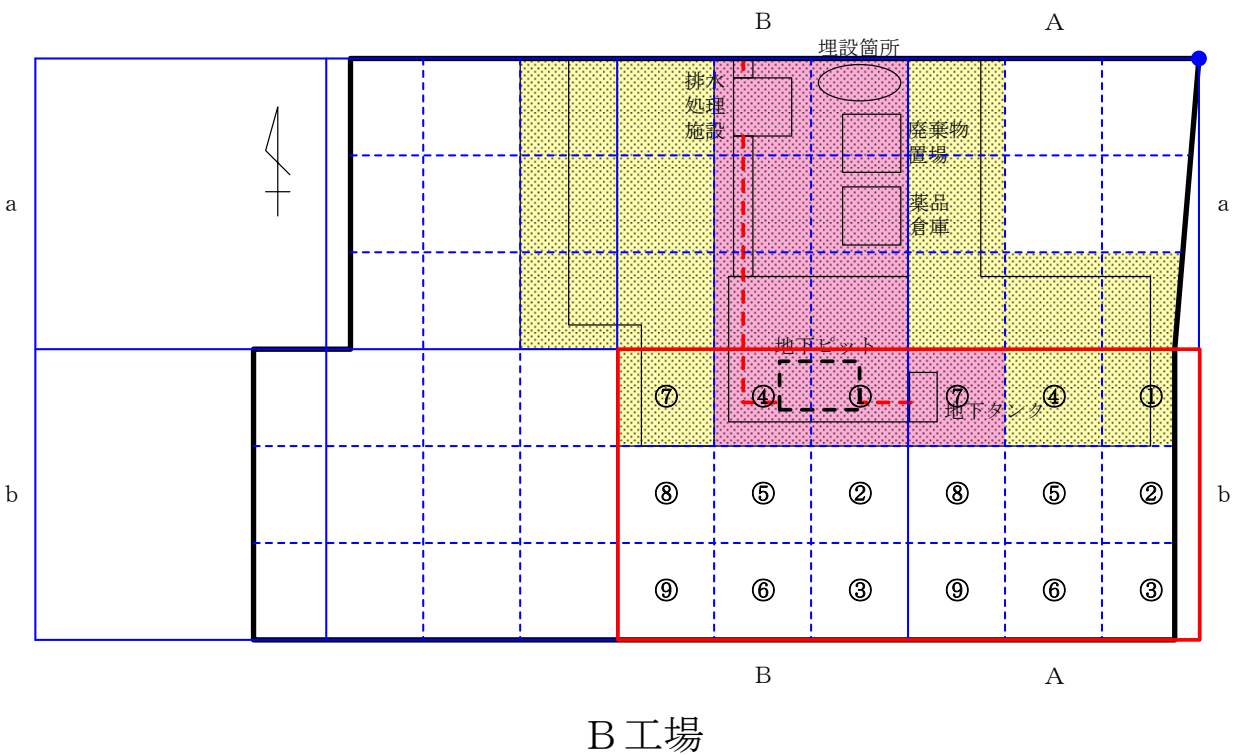 B A
埋設箇所
排水
処理
施設
廃棄物
置場
薬品
倉庫
a a
地下ピット
⑦ ④ ① ⑦ ④ ①
地下タンク
⑧ ⑤ ② ⑧ ⑤ ②
b b
⑨ ⑥ ③ ⑨ ⑥ ③
B A
B工場